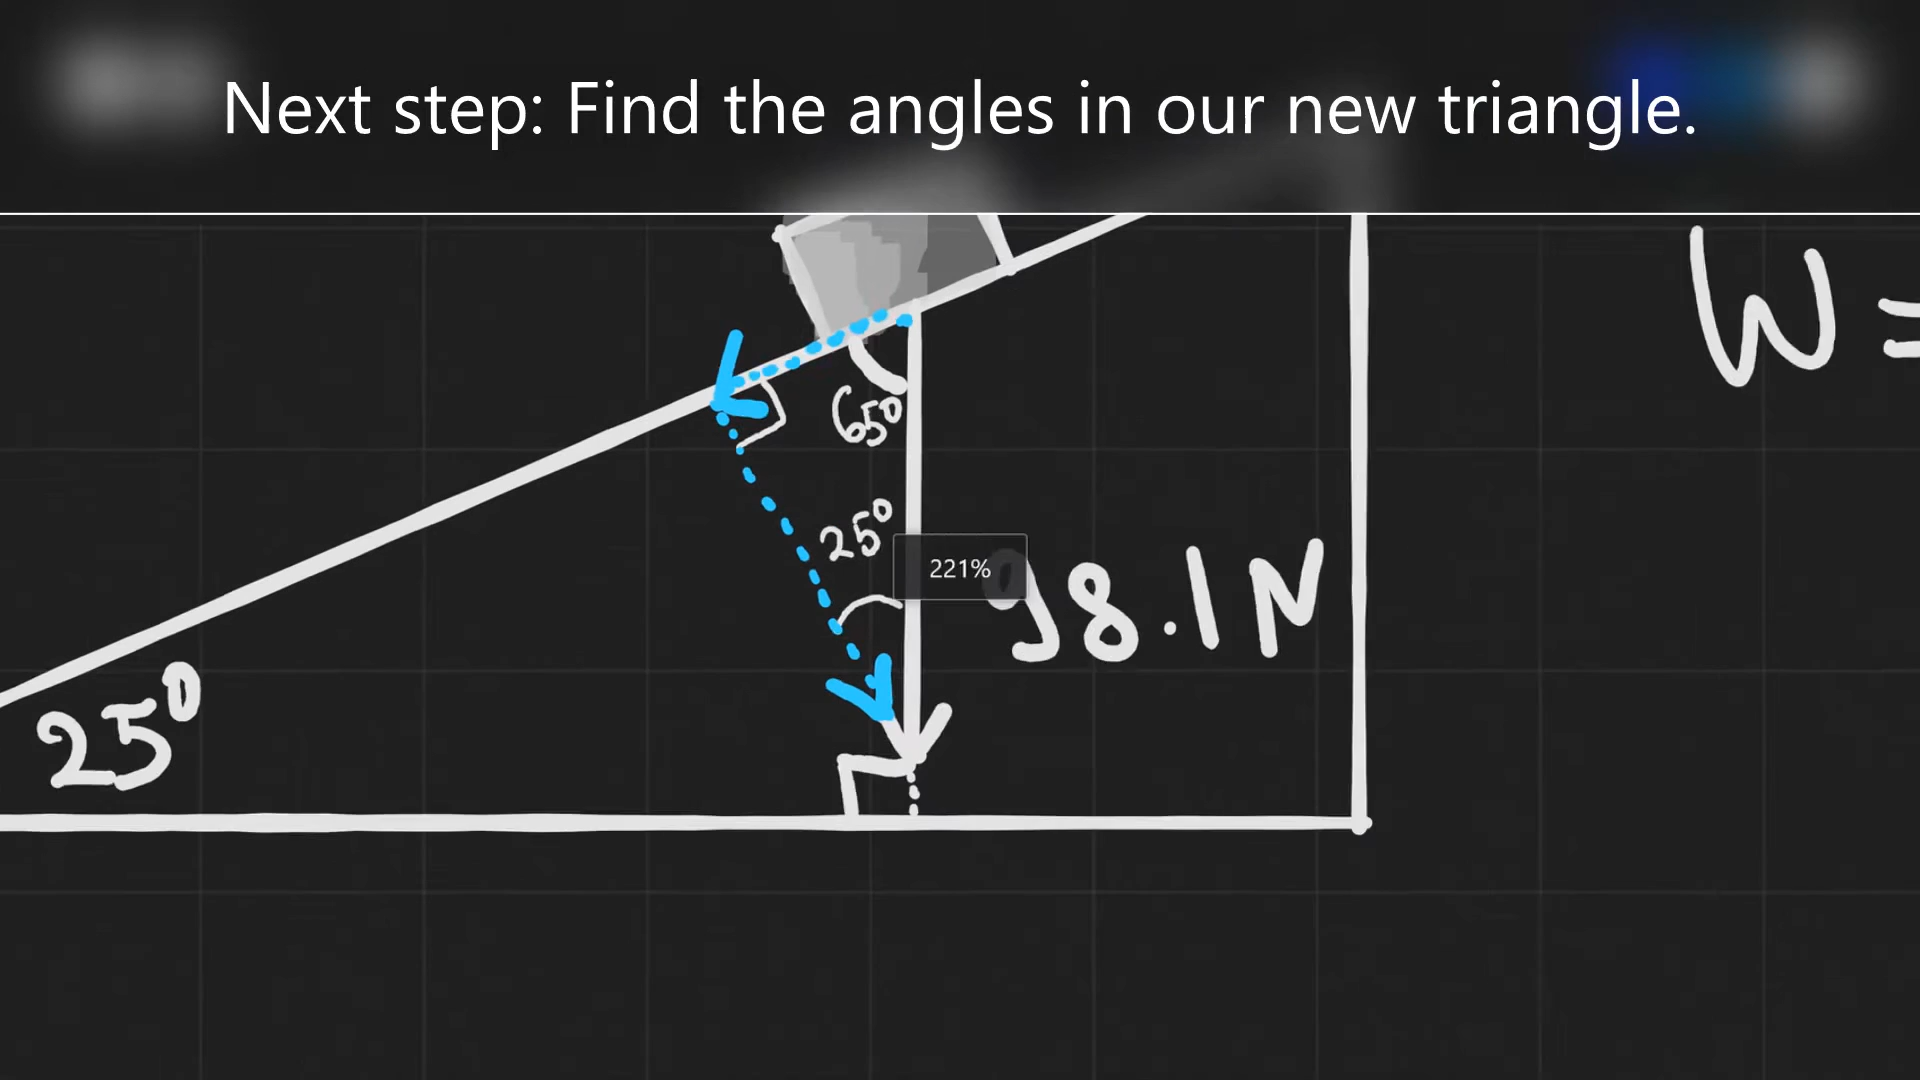 Next step: Find the angles in our new triangle.
W =
65°
25°
221%
98.1N
25°